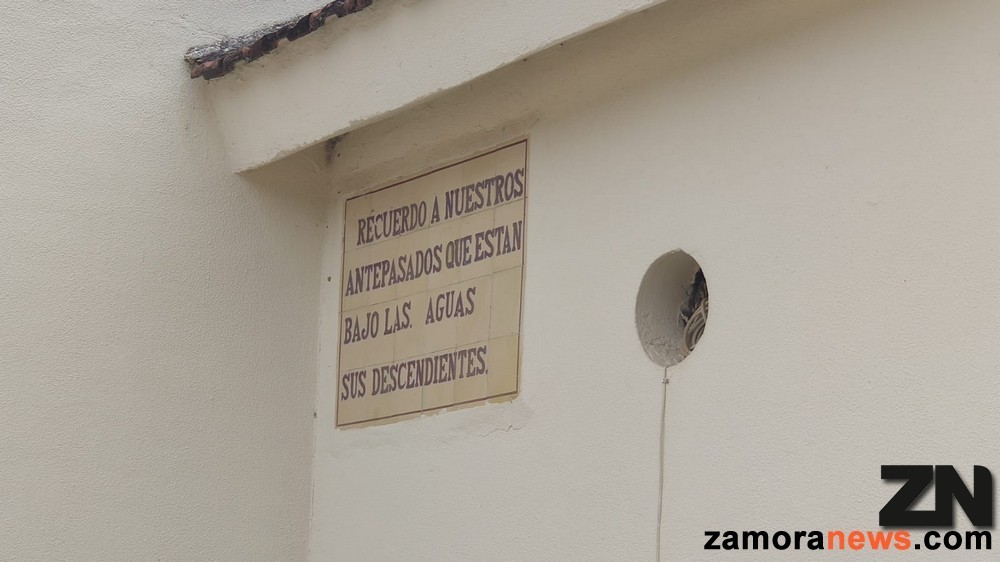 RECUERDO A NUESTROS
ANTEPASADOS QUE ESTAN
BAJO LAS. AGUAS
SUS DESCENDIENTES.
ZN
zamoranews.com